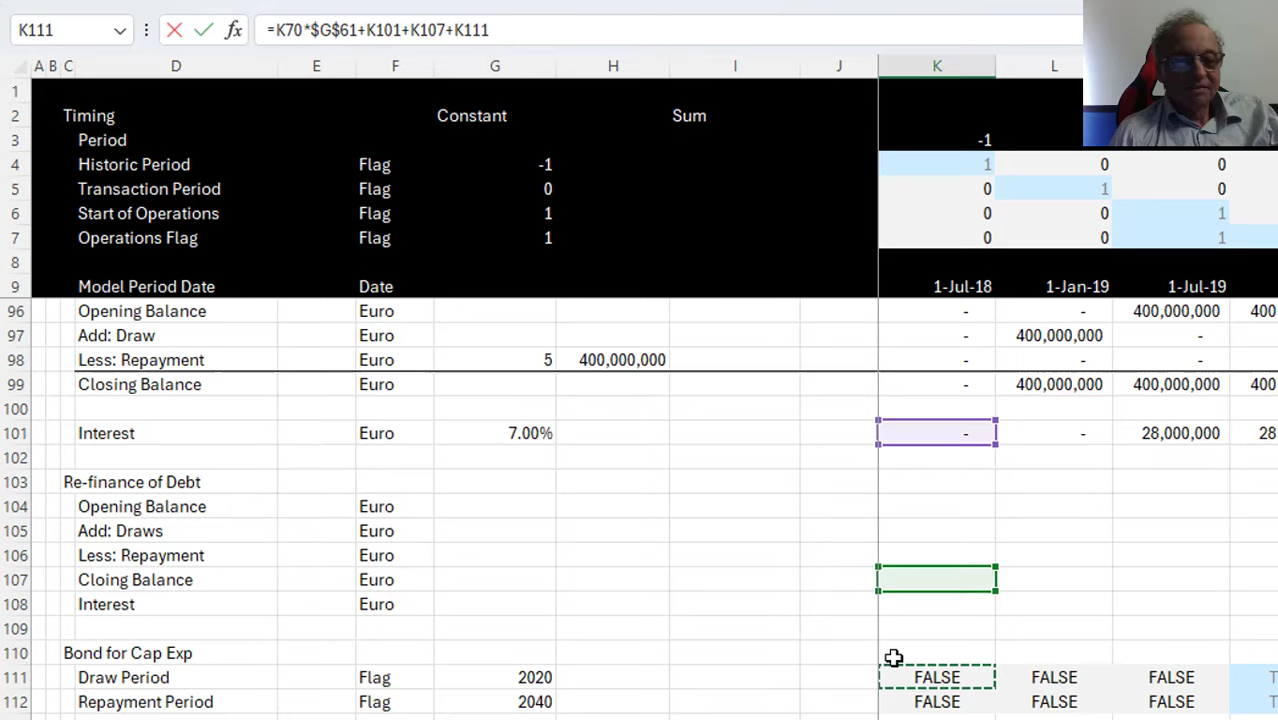 K111 fx =K70*$G$61+K101+K107+K111
A B C D E F G H I J K L
1
2 Timing Constant Sum
3 Period -1
4 Historic Period Flag -1 1 0 0
5 Transaction Period Flag 0 0 1 0
6 Start of Operations Flag 1 0 0 1
7 Operations Flag Flag 1 0 0 1
8
9 Model Period Date Date 1-Jul-18 1-Jan-19 1-Jul-19
96 Opening Balance Euro - - 400,000,000 400
97 Add: Draw Euro - 400,000,000 -
98 Less: Repayment Euro 5 400,000,000 - - -
99 Closing Balance Euro - 400,000,000 400,000,000 400
100
101 Interest Euro 7.00% - - 28,000,000 28
102
103 Re-finance of Debt
104 Opening Balance Euro
105 Add: Draws Euro
106 Less: Repayment Euro
107 Cloing Balance Euro
108 Interest Euro
109
110 Bond for Cap Exp
111 Draw Period Flag 2020 FALSE FALSE FALSE T
112 Repayment Period Flag 2040 FALSE FALSE FALSE